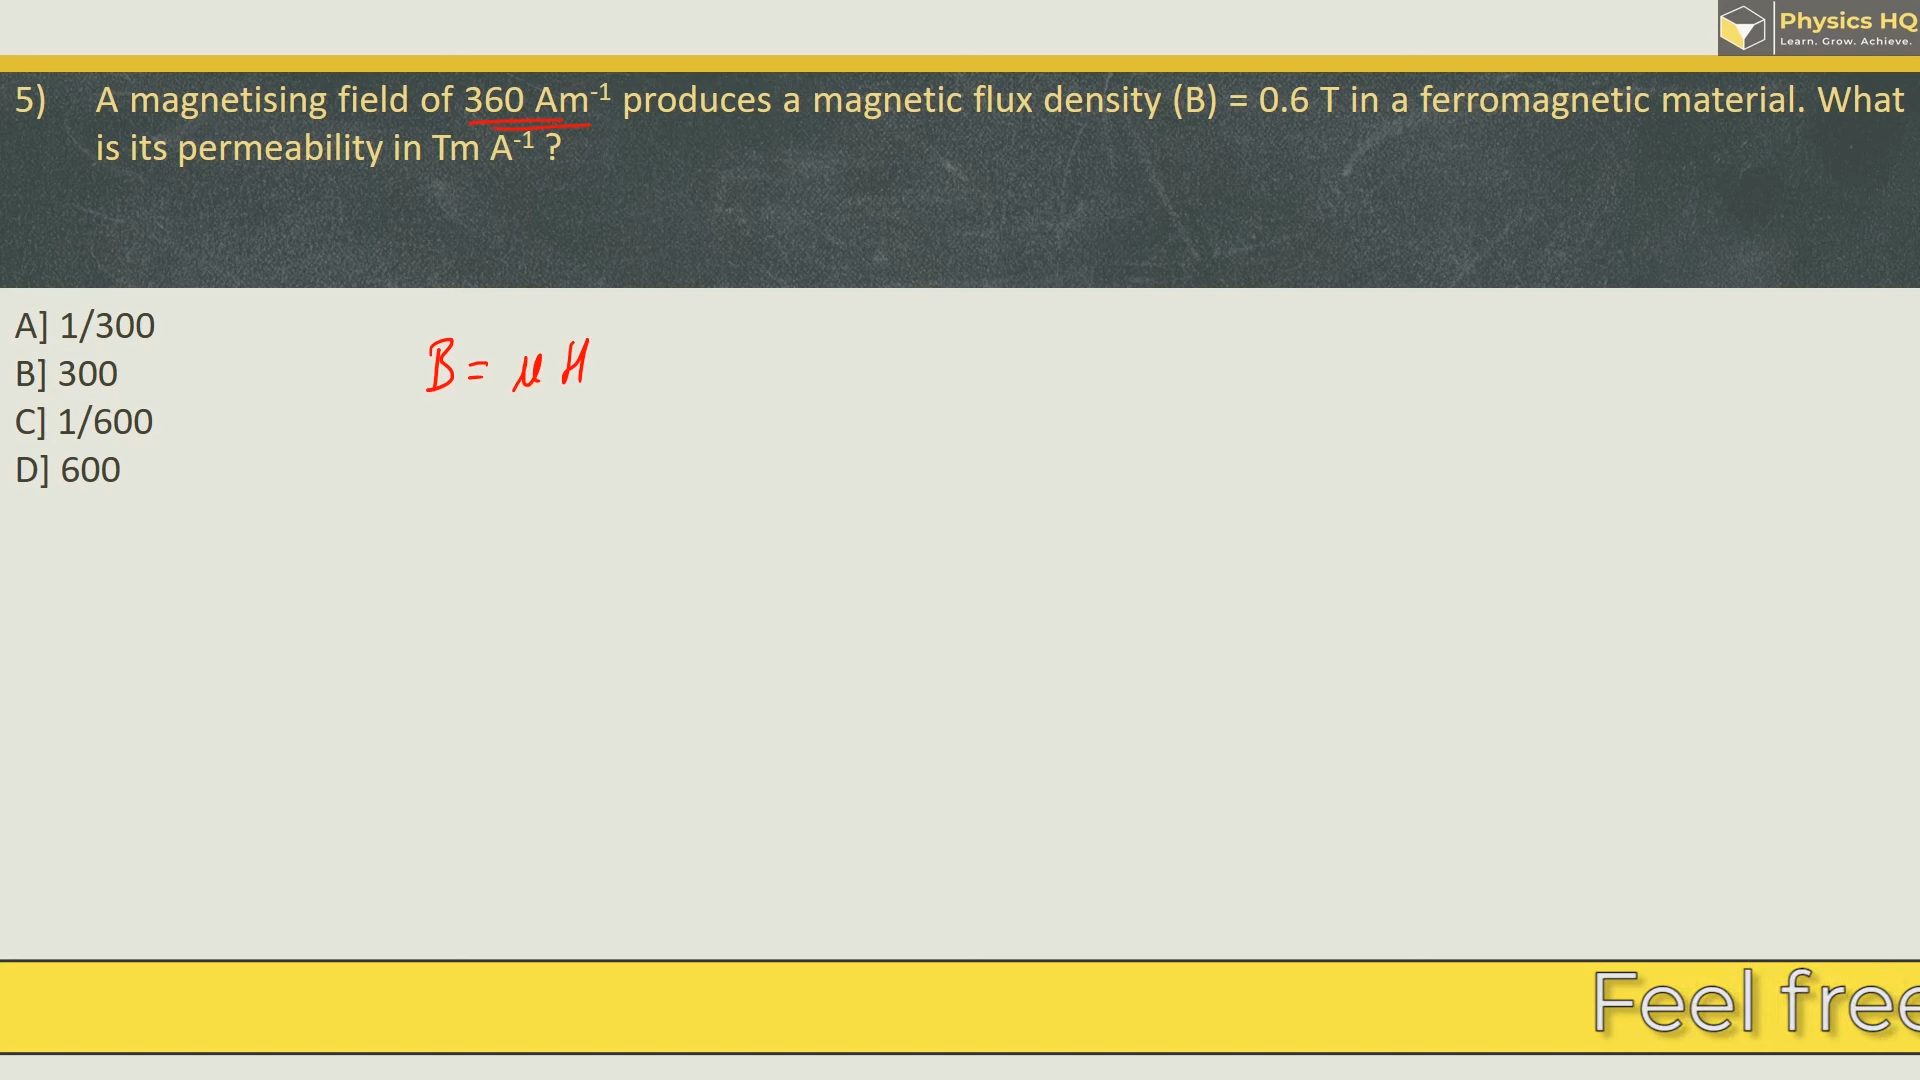 Physics HQ
Learn. Grow. Achieve.
5) A magnetising field of 360 Am⁻¹ produces a magnetic flux density (B) = 0.6 T in a ferromagnetic material. What
is its permeability in Tm A⁻¹ ?
A] 1/300
B] 300
C] 1/600
D] 600
B = μ H
Feel free